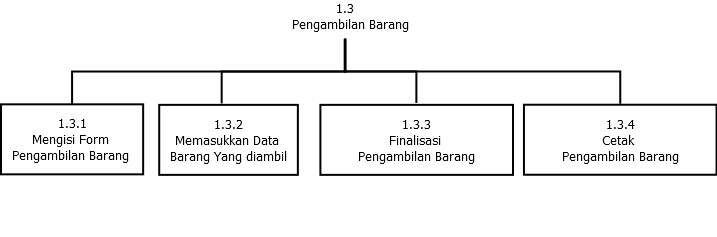 1.3
Pengambilan Barang
1.3.1
Mengisi Form
Pengambilan Barang
1.3.2
Memasukkan Data
Barang Yang diambil
1.3.3
Finalisasi
Pengambilan Barang
1.3.4
Cetak
Pengambilan Barang